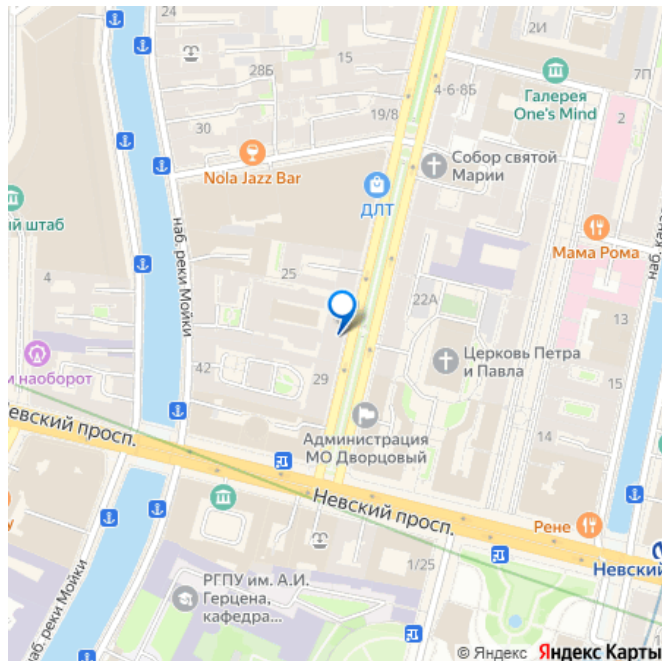 15
28Б
7П
4-6-8Б
Галерея
One's Mind
19/8
2
30
Nola Jazz Bar
Собор святой
Марии
ДЛТ
й штаб
наб. реки Мойки
Мама Рома
наб. кана
25
4
22А
13
м наоборот
42
29
Церковь Петра
и Павла
15
Администрация
МО Дворцовый
14
Невский просп.
Невский просп.
Рене
у
1/25
Невский
РГПУ им. А.И.
Герцена,
кафедра...
наб. реки Мойки
© Яндекс Яндекс Карты